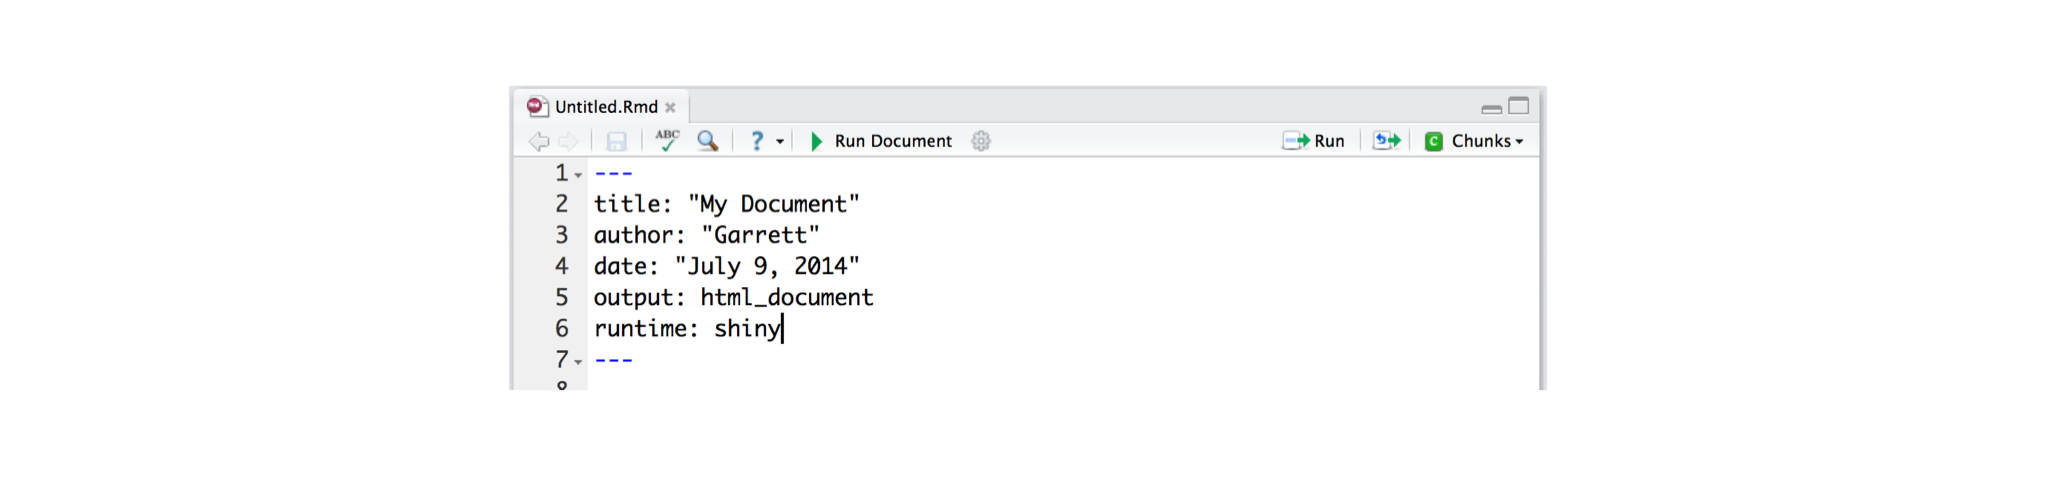 Untitled.Rmd
ABC ? Run Document Run C Chunks
1 ---
2 title: "My Document"
3 author: "Garrett"
4 date: "July 9, 2014"
5 output: html_document
6 runtime: shiny
7 ---
8